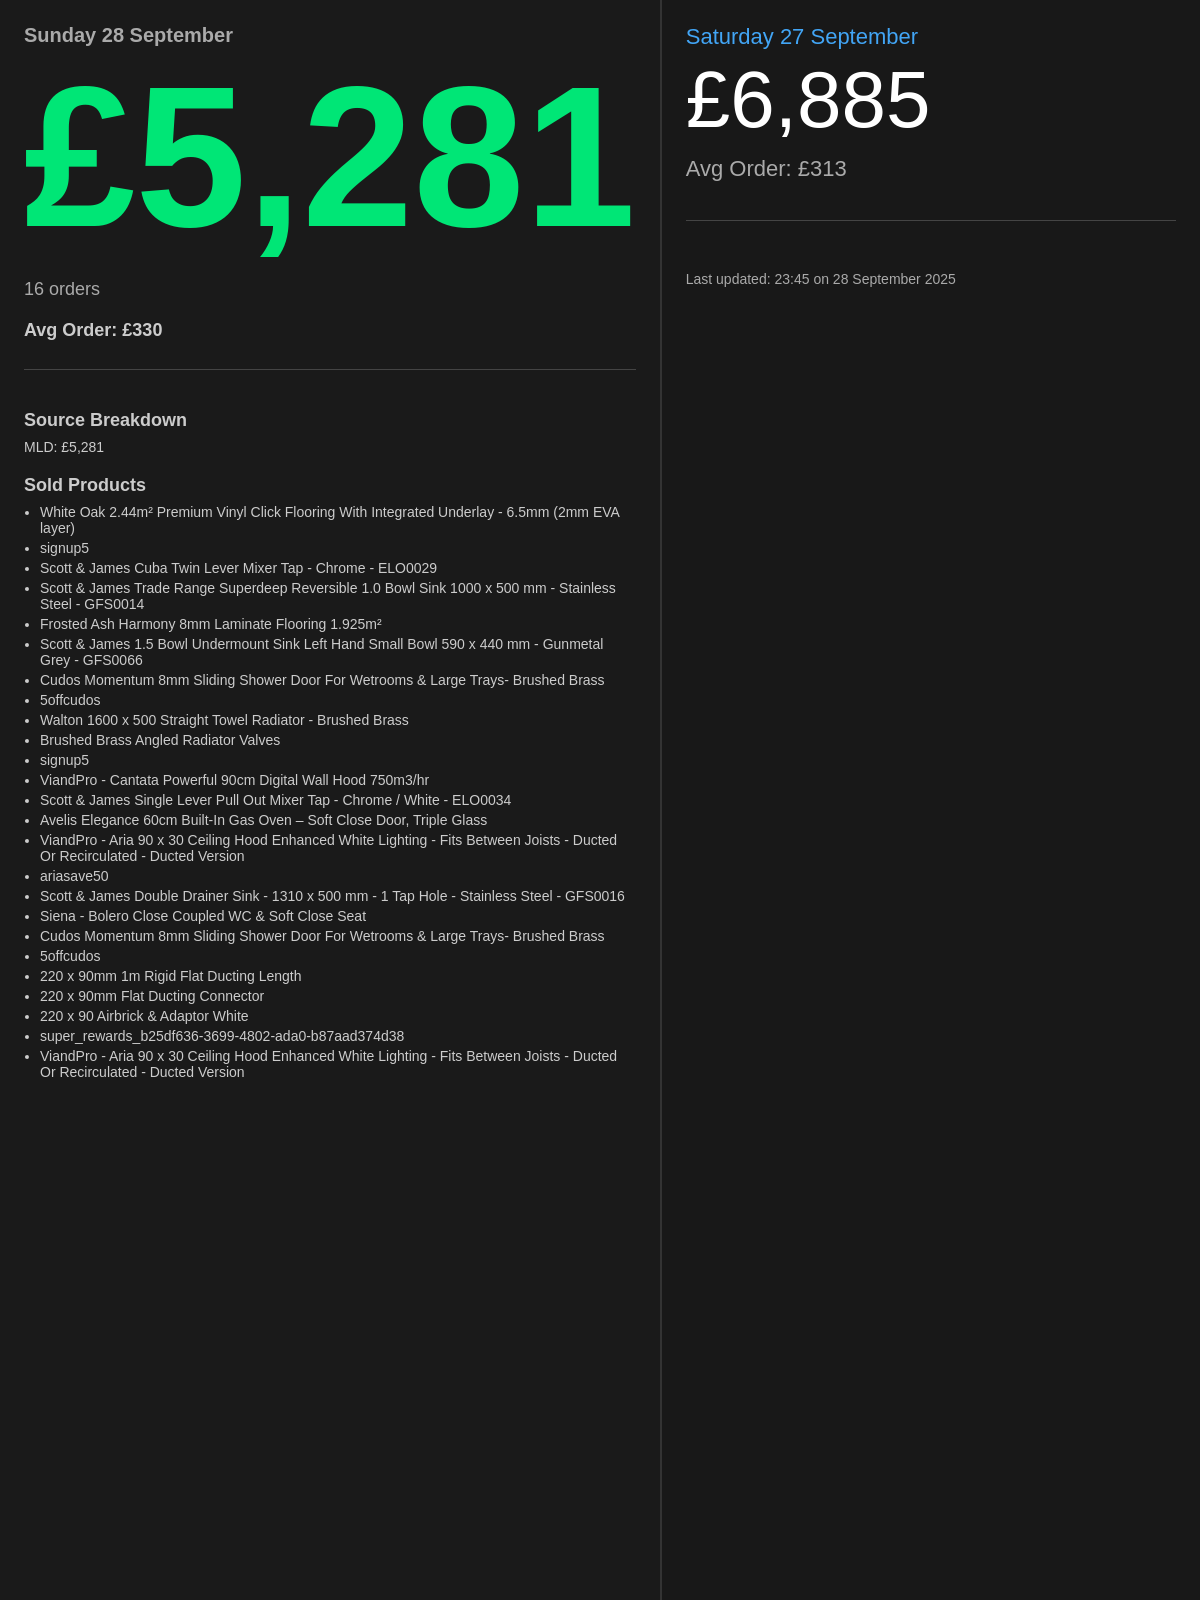 Sunday 28 September
£5,281
16 orders
Avg Order: £330
Source Breakdown
MLD: £5,281
Sold Products
White Oak 2.44m² Premium Vinyl Click Flooring With Integrated Underlay - 6.5mm (2mm EVA
layer)
signup5
Scott & James Cuba Twin Lever Mixer Tap - Chrome - ELO0029
Scott & James Trade Range Superdeep Reversible 1.0 Bowl Sink 1000 x 500 mm - Stainless
Steel - GFS0014
Frosted Ash Harmony 8mm Laminate Flooring 1.925m²
Scott & James 1.5 Bowl Undermount Sink Left Hand Small Bowl 590 x 440 mm - Gunmetal
Grey - GFS0066
Cudos Momentum 8mm Sliding Shower Door For Wetrooms & Large Trays- Brushed Brass
5offcudos
Walton 1600 x 500 Straight Towel Radiator - Brushed Brass
Brushed Brass Angled Radiator Valves
signup5
ViandPro - Cantata Powerful 90cm Digital Wall Hood 750m3/hr
Scott & James Single Lever Pull Out Mixer Tap - Chrome / White - ELO0034
Avelis Elegance 60cm Built-In Gas Oven – Soft Close Door, Triple Glass
ViandPro - Aria 90 x 30 Ceiling Hood Enhanced White Lighting - Fits Between Joists - Ducted
Or Recirculated - Ducted Version
ariasave50
Scott & James Double Drainer Sink - 1310 x 500 mm - 1 Tap Hole - Stainless Steel - GFS0016
Siena - Bolero Close Coupled WC & Soft Close Seat
Cudos Momentum 8mm Sliding Shower Door For Wetrooms & Large Trays- Brushed Brass
5offcudos
220 x 90mm 1m Rigid Flat Ducting Length
220 x 90mm Flat Ducting Connector
220 x 90 Airbrick & Adaptor White
super_rewards_b25df636-3699-4802-ada0-b87aad374d38
ViandPro - Aria 90 x 30 Ceiling Hood Enhanced White Lighting - Fits Between Joists - Ducted
Or Recirculated - Ducted Version
Saturday 27 September
£6,885
Avg Order: £313
Last updated: 23:45 on 28 September 2025